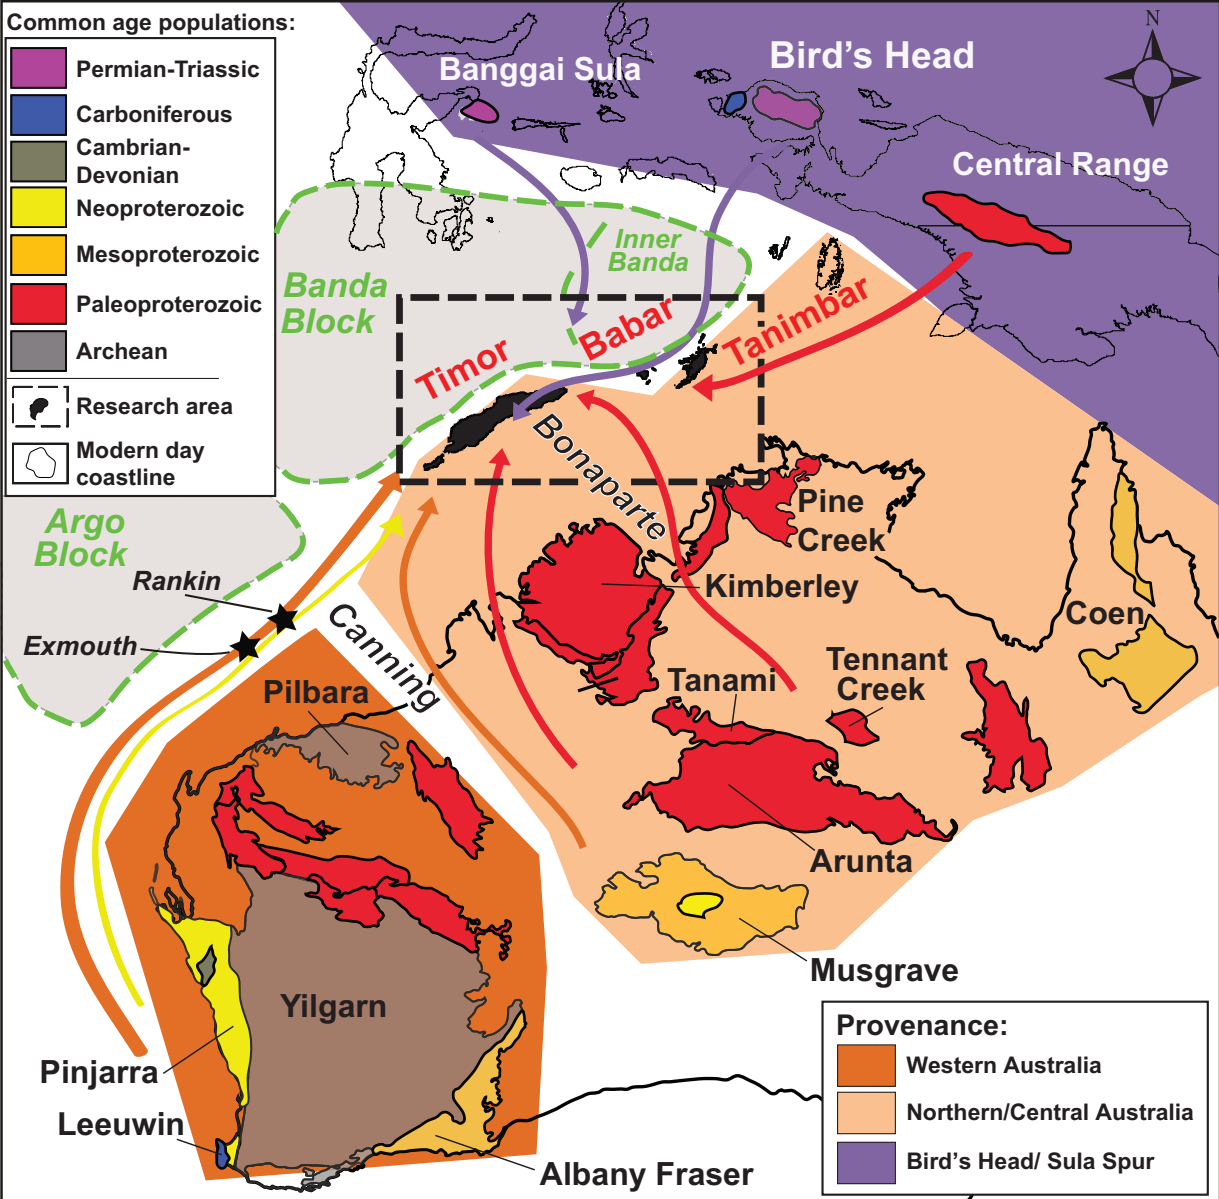 Common age populations:
Permian-Triassic
Carboniferous
Cambrian-
Devonian
Neoproterozoic
Mesoproterozoic
Paleoproterozoic
Archean
Research area
Modern day
coastline
Banggai Sula
Bird's Head
N
Central Range
Inner
Banda
Banda
Block
Timor
Babar
Tanimbar
Bonaparte
Argo
Block
Rankin
Exmouth
Canning
Pine
Creek
Kimberley
Coen
Tanami
Tennant
Creek
Pilbara
Arunta
Musgrave
Yilgarn
Pinjarra
Leeuwin
Albany Fraser
Provenance:
Western Australia
Northern/Central Australia
Bird's Head/ Sula Spur